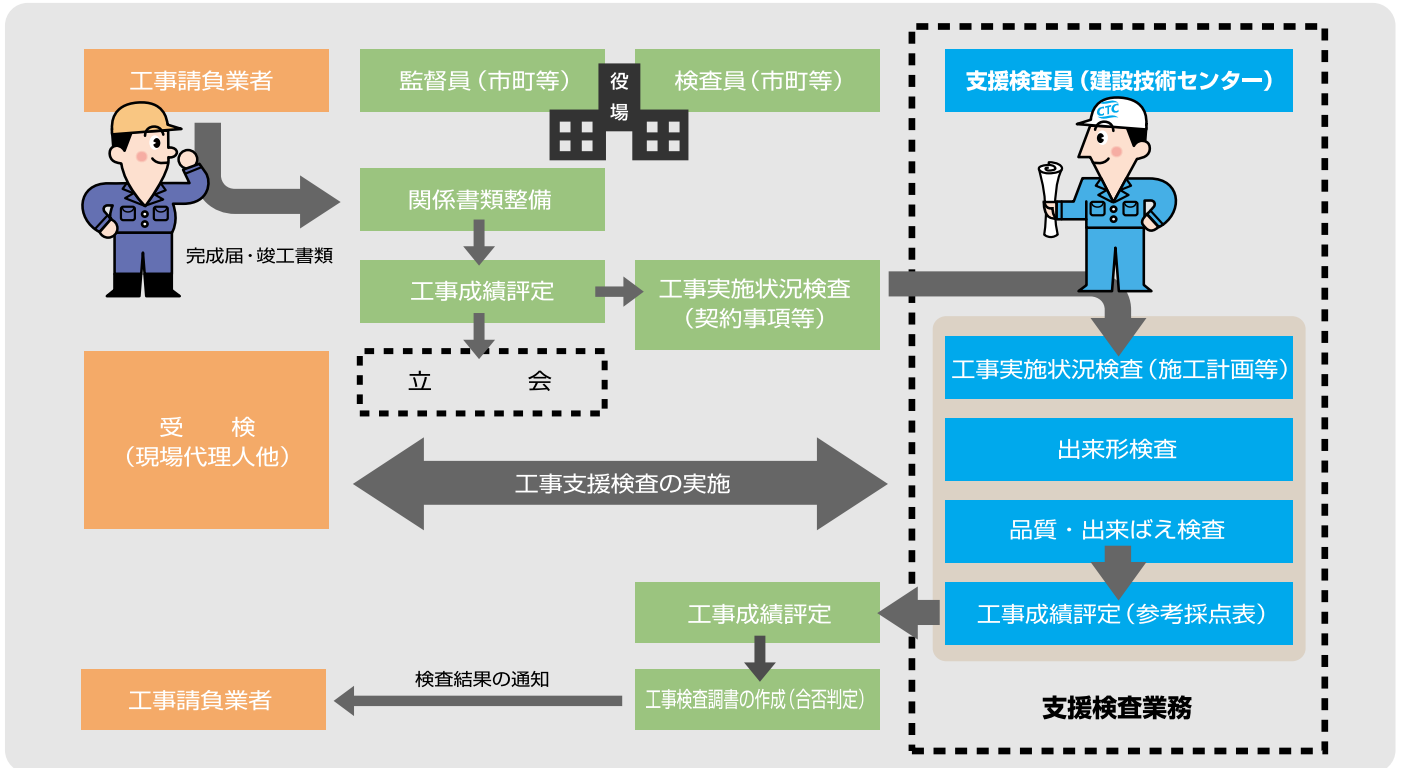 工事請負業者
監督員（市町等）
役
場
検査員（市町等）
支援検査員（建設技術センター）
CTC
完成届・竣工書類
関係書類整備
工事成績評定
工事実施状況検査
（契約事項等）
立　　　　会
受　　検
（現場代理人他）
工事支援検査の実施
工事実施状況検査（施工計画等）
出来形検査
品質・出来ばえ検査
工事成績評定（参考採点表）
支援検査業務
工事成績評定
工事検査調書の作成（合否判定）
検査結果の通知
工事請負業者